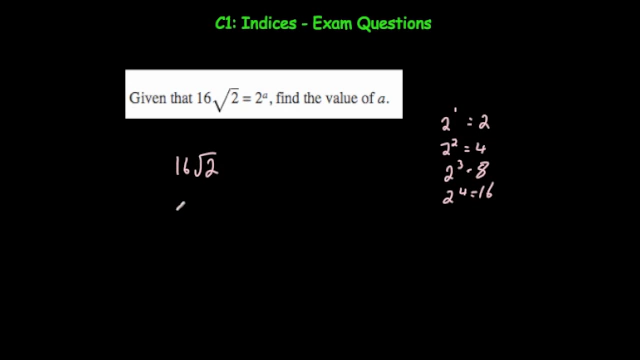 C1: Indices - Exam Questions
Given that 16√2 = 2ᵃ, find the value of a.
2¹ = 2
2² = 4
2³ = 8
2⁴ = 16
16√2